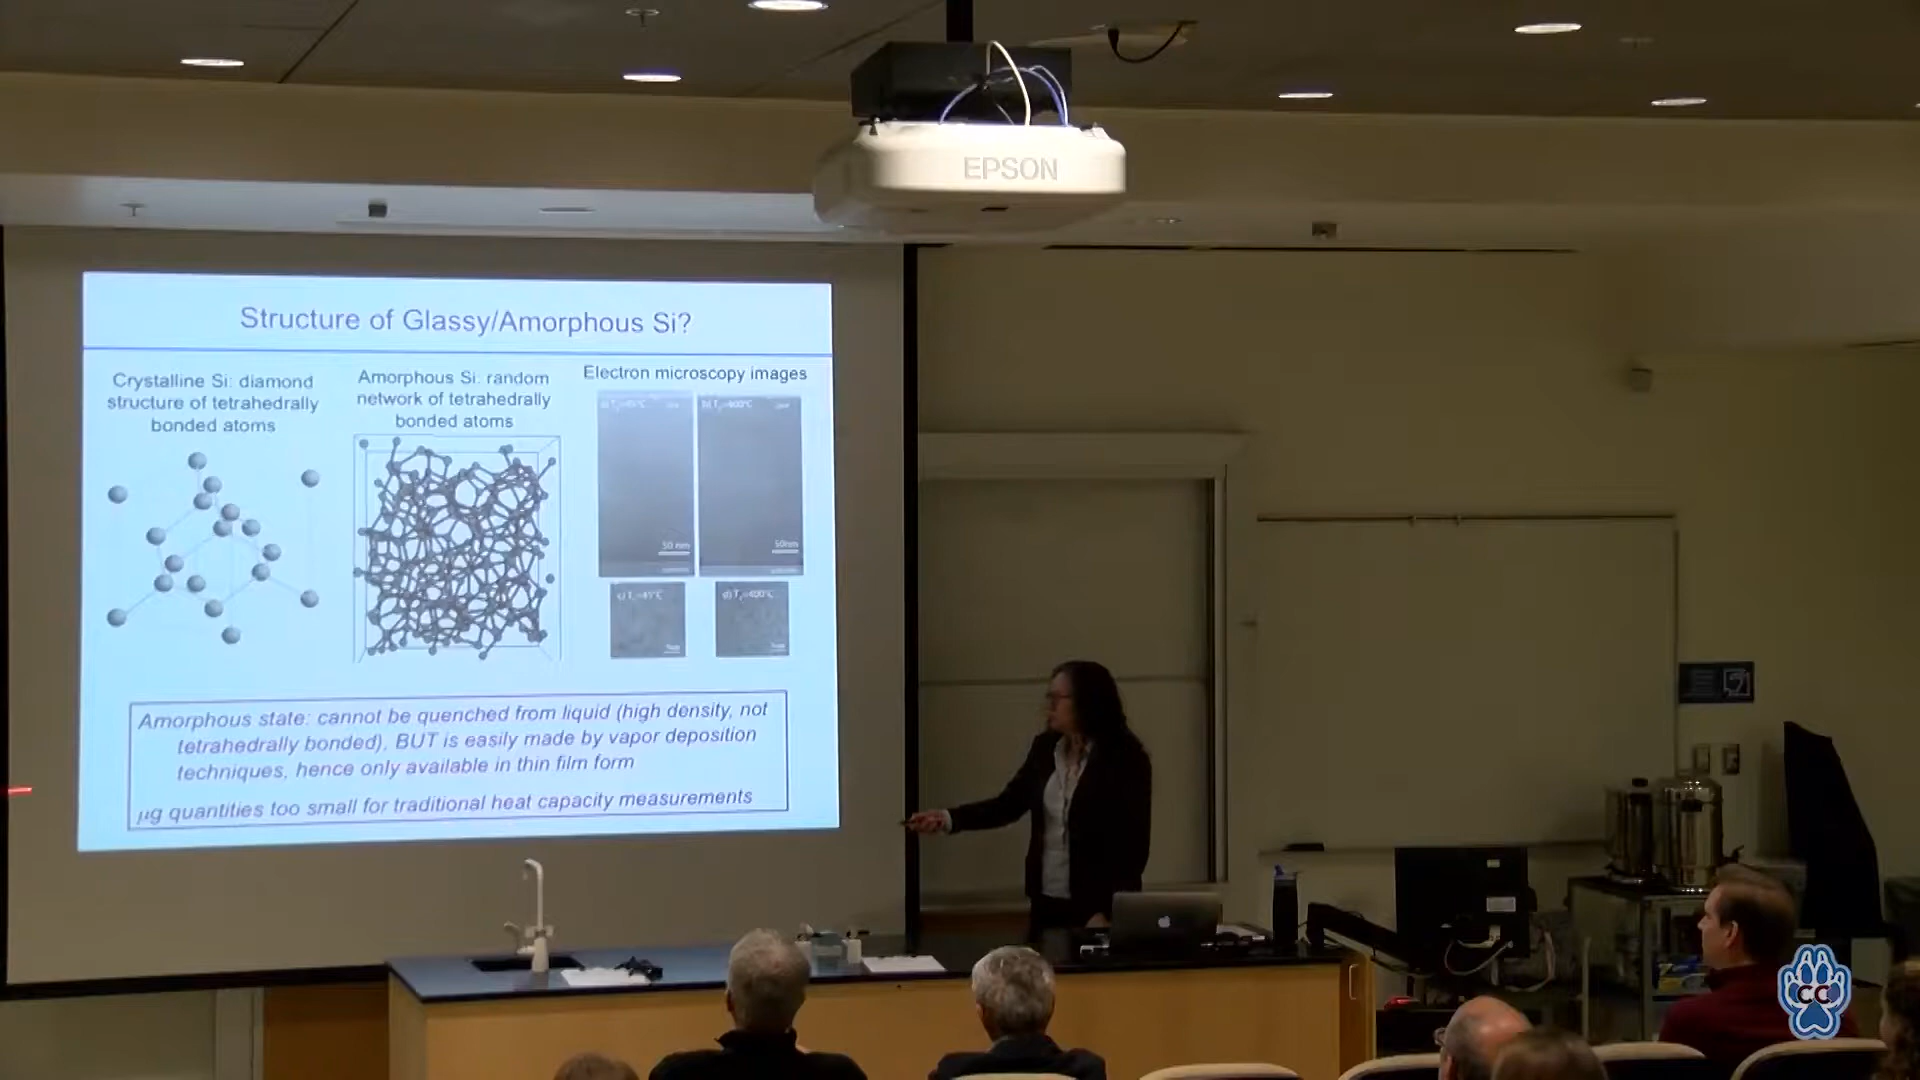 EPSON
Structure of Glassy/Amorphous Si?
Crystalline Si: diamond
structure of tetrahedrally
bonded atoms
Amorphous Si: random
network of tetrahedrally
bonded atoms
Electron microscopy images
50 nm
50nm
Amorphous state: cannot be quenched from liquid (high density, not
tetrahedrally bonded), BUT is easily made by vapor deposition
techniques, hence only available in thin film form
µg quantities too small for traditional heat capacity measurements
CC